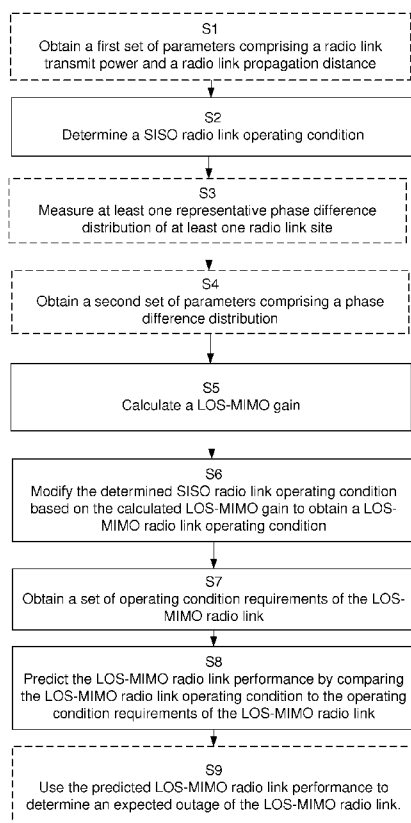 S1
Obtain a first set of parameters comprising a radio link
transmit power and a radio link propagation distance
S2
Determine a SISO radio link operating condition
S3
Measure at least one representative phase difference
distribution of at least one radio link site
S4
Obtain a second set of parameters comprising a phase
difference distribution
S5
Calculate a LOS-MIMO gain
S6
Modify the determined SISO radio link operating condition
based on the calculated LOS-MIMO gain to obtain a LOS-
MIMO radio link operating condition
S7
Obtain a set of operating condition requirements of the LOS-
MIMO radio link
S8
Predict the LOS-MIMO radio link performance by comparing
the LOS-MIMO radio link operating condition to the operating
condition requirements of the LOS-MIMO radio link
S9
Use the predicted LOS-MIMO radio link performance to
determine an expected outage of the LOS-MIMO radio link.